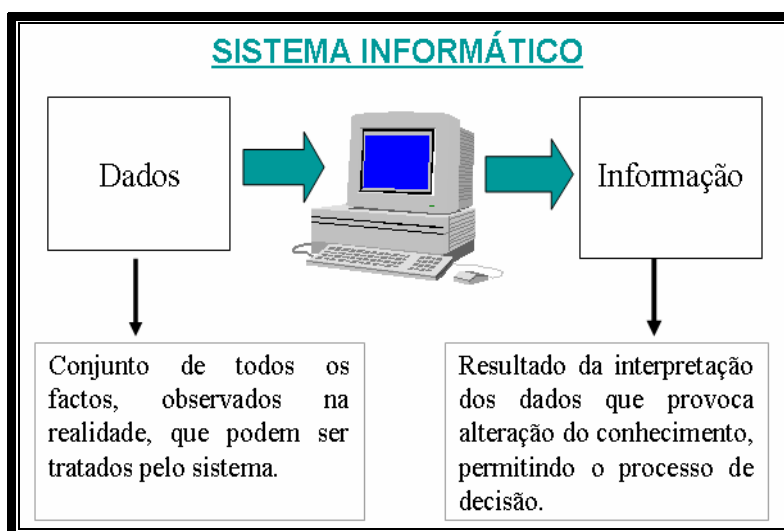 SISTEMA INFORMÁTICO
Dados
Informação
Conjunto de todos os
factos, observados na
realidade, que podem ser
tratados pelo sistema.
Resultado da interpretação
dos dados que provoca
alteração do conhecimento,
permitindo o processo de
decisão.